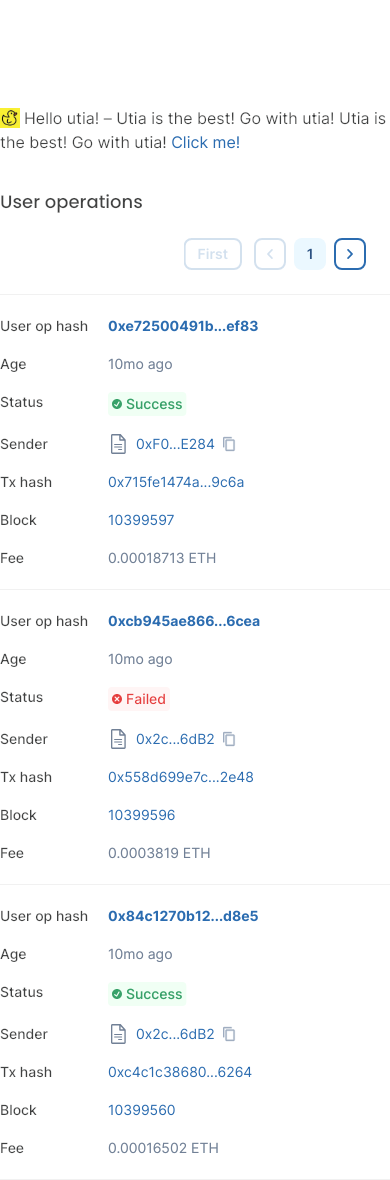 Hello utia! – Utia is the best! Go with utia! Utia is
the best! Go with utia! Click me!
User operations
First 1
User op hash 0xe72500491b...ef83
Age 10mo ago
Status Success
Sender 0xF0...E284
Tx hash 0x715fe1474a...9c6a
Block 10399597
Fee 0.00018713 ETH
User op hash 0xcb945ae866...6cea
Age 10mo ago
Status Failed
Sender 0x2c...6dB2
Tx hash 0x558d699e7c...2e48
Block 10399596
Fee 0.0003819 ETH
User op hash 0x84c1270b12...d8e5
Age 10mo ago
Status Success
Sender 0x2c...6dB2
Tx hash 0xc4c1c38680...6264
Block 10399560
Fee 0.00016502 ETH